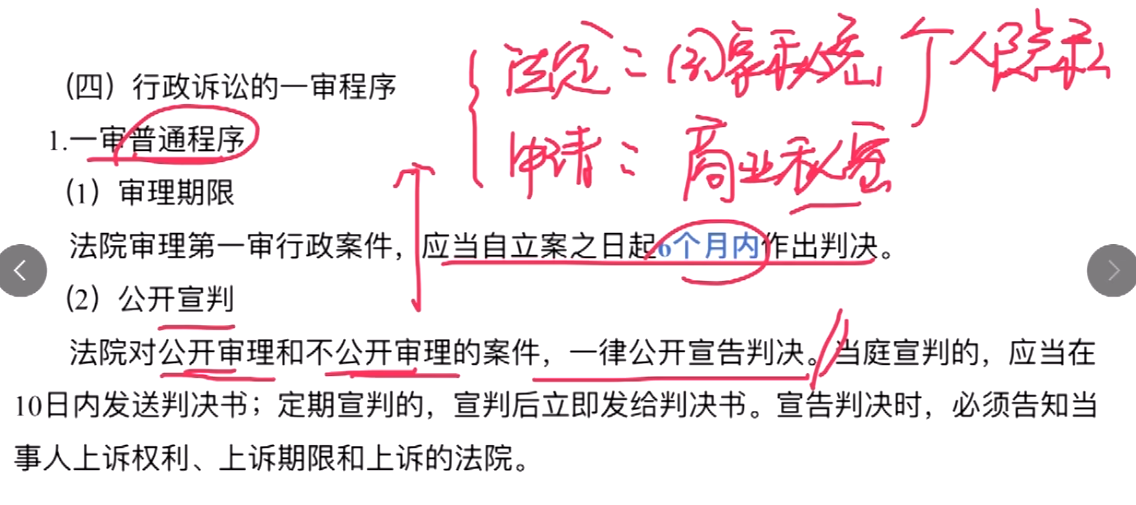 法定：国家秘密 个人隐私
申请：商业秘密
（四）行政诉讼的一审程序
1.一审普通程序
（1）审理期限
法院审理第一审行政案件，应当自立案之日起6个月内作出判决。
（2）公开宣判
法院对公开审理和不公开审理的案件，一律公开宣告判决。当庭宣判的，应当在
10日内发送判决书；定期宣判的，宣判后立即发给判决书。宣告判决时，必须告知当
事人上诉权利、上诉期限和上诉的法院。